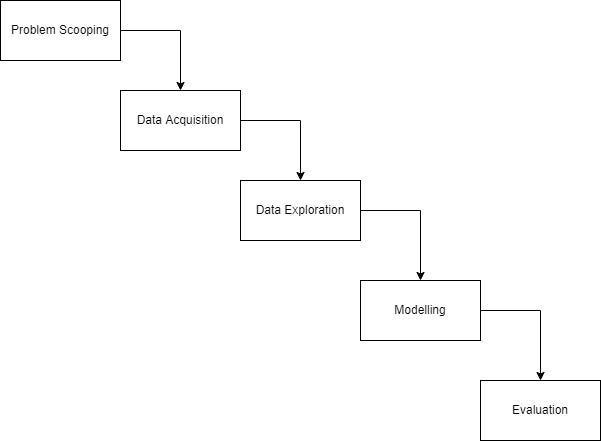 Problem Scooping
Data Acquisition
Data Exploration
Modelling
Evaluation